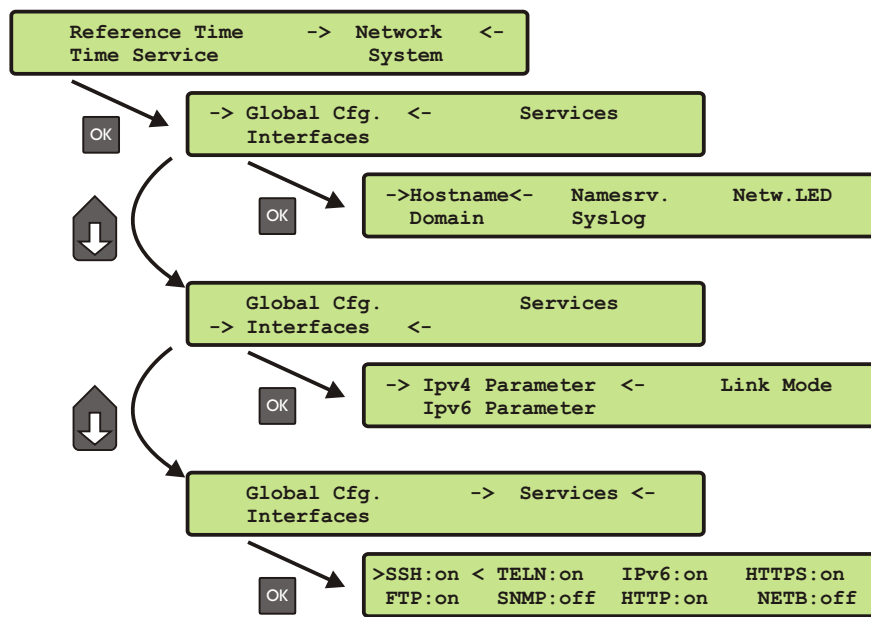 Reference Time -> Network <-
Time Service System
OK
-> Global Cfg. <- Services
Interfaces
OK
->Hostname<- Namesrv. Netw.LED
Domain Syslog
Global Cfg. Services
-> Interfaces <-
OK
-> Ipv4 Parameter <- Link Mode
Ipv6 Parameter
Global Cfg. -> Services <-
Interfaces
OK
>SSH:on < TELN:on IPv6:on HTTPS:on
FTP:on SNMP:off HTTP:on NETB:off